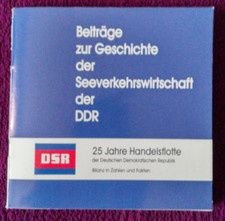 Beiträge
zur Geschichte
der
Seeverkehrswirtschaft
der
DDR
DSR
25 Jahre Handelsflotte
der Deutschen Demokratischen Republik
Bilanz in Zahlen und Fakten